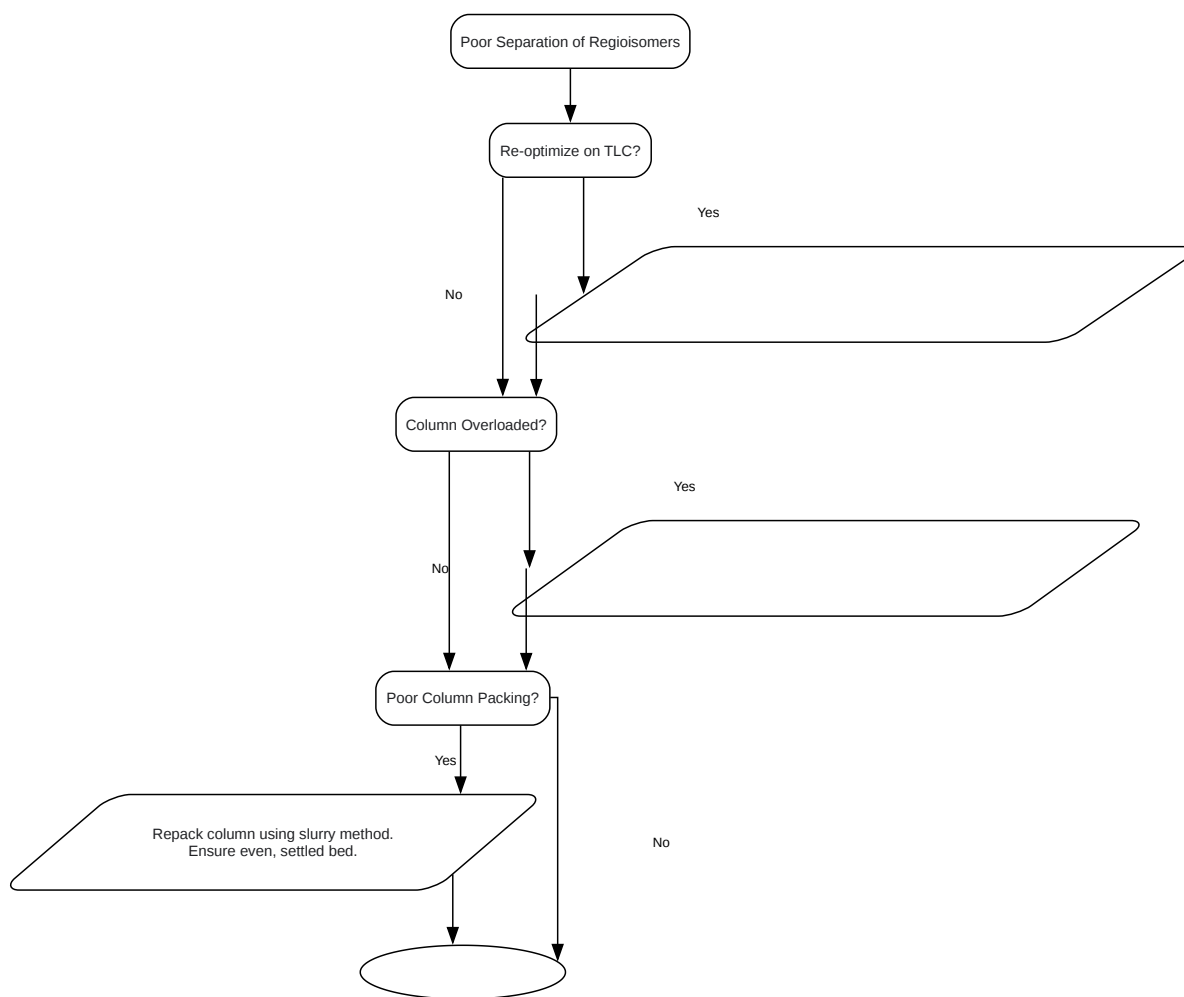 Poor Separation of Regioisomers
Re-optimize on TLC?
Yes
No
Column Overloaded?
Yes
No
Poor Column Packing?
Yes
Repack column using slurry method.
Ensure even, settled bed.
No